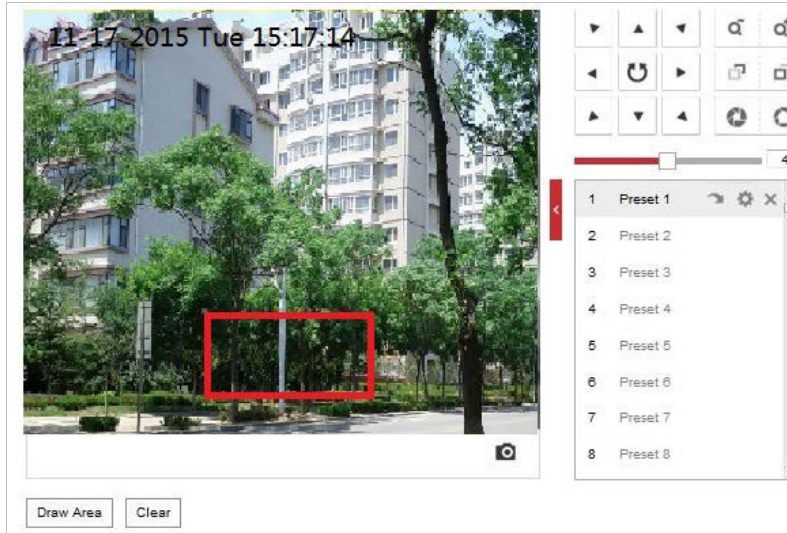 11-17-2015 Tue 15:17:14
4
1 Preset 1
2 Preset 2
3 Preset 3
4 Preset 4
5 Preset 5
6 Preset 6
7 Preset 7
8 Preset 8
Draw Area Clear